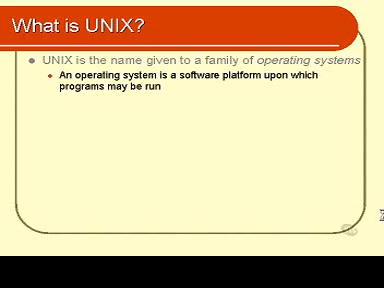 What is UNIX?
UNIX is the name given to a family of operating systems
An operating system is a software platform upon which
programs may be run